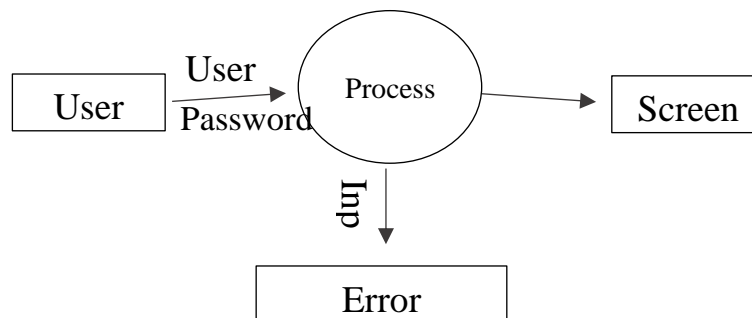 User
User
Password
Process
Screen
Inp
Error